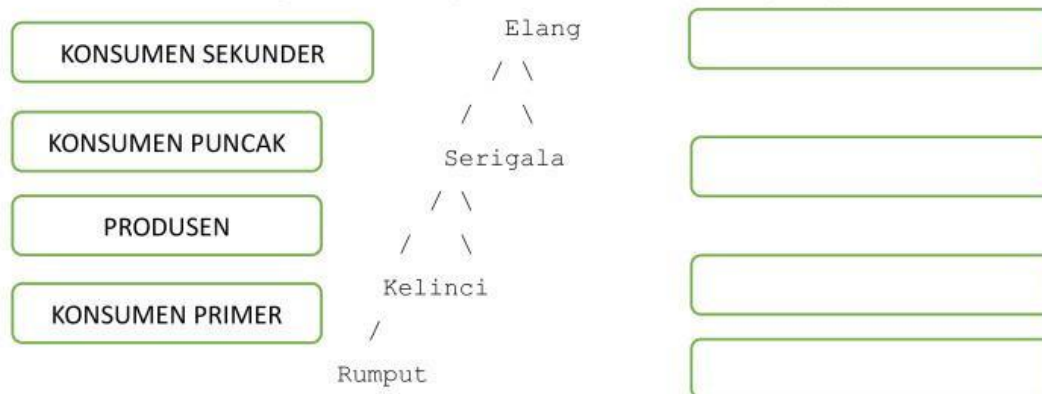 Elang
KONSUMEN SEKUNDER
KONSUMEN PUNCAK
Serigala
PRODUSEN
Kelinci
KONSUMEN PRIMER
Rumput